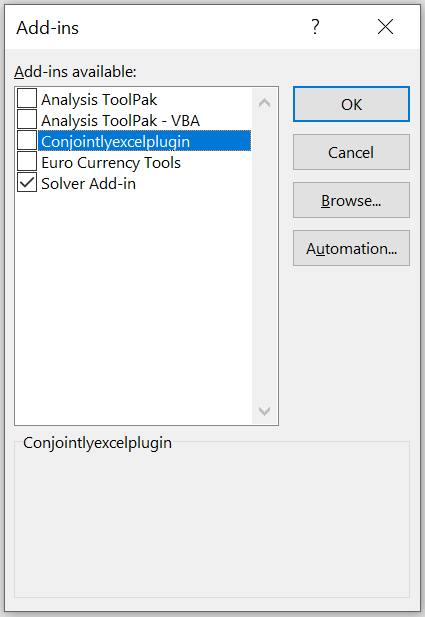 Add-ins
?
Add-ins available:
Analysis ToolPak
Analysis ToolPak - VBA
Conjointlyexcelplugin
Euro Currency Tools
Solver Add-in
OK
Cancel
Browse...
Automation...
Conjointlyexcelplugin